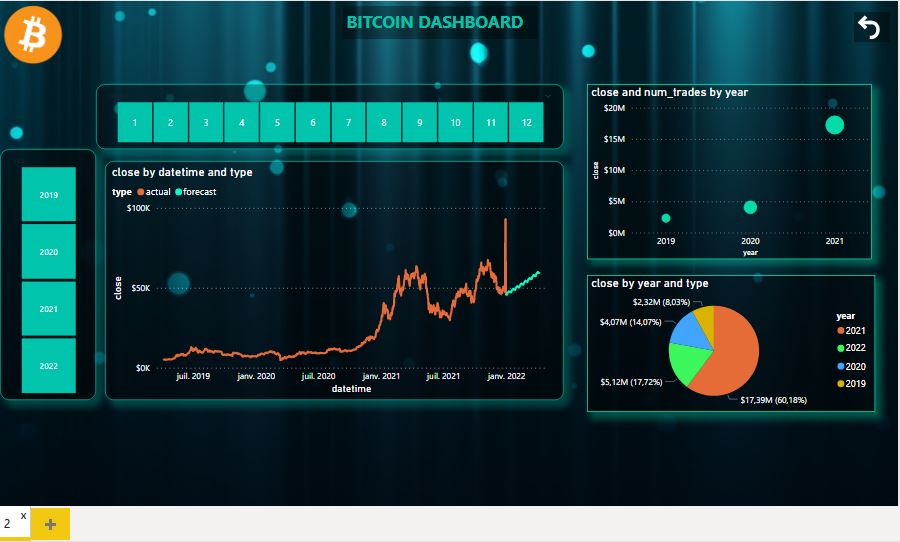 BITCOIN DASHBOARD
1 2 3 4 5 6 7 8 9 10 11 12
2019
2020
2021
2022
close by datetime and type
type actual forecast
$100K
$50K
$0K
close
juil. 2019 janv. 2020 juil. 2020 janv. 2021 juil. 2021 janv. 2022
datetime
close and num_trades by year
$20M
$15M
$10M
$5M
$0M
close
2019 2020 2021
year
close by year and type
$2,32M (8,03%)
$4,07M (14,07%)
$5,12M (17,72%)
$17,39M (60,18%)
year
2021
2022
2020
2019
2 x
+